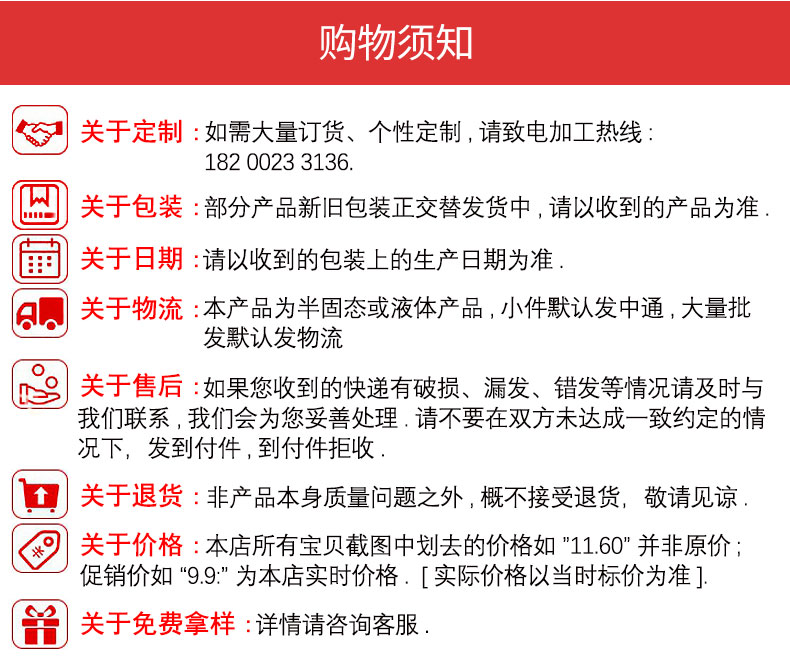 购物须知
关于定制 : 如需大量订货、个性定制 , 请致电加工热线 :
182 0023 3136.
关于包装 : 部分产品新旧包装正交替发货中 , 请以收到的产品为准 .
关于日期 : 请以收到的包装上的生产日期为准 .
关于物流 : 本产品为半固态或液体产品 , 小件默认发中通 , 大量批
发默认发物流
关于售后 : 如果您收到的快递有破损、漏发、错发等情况请及时与
我们联系 , 我们会为您妥善处理 . 请不要在双方未达成一致约定的情
况下, 发到付件 , 到付件拒收 .
关于退货 : 非产品本身质量问题之外 , 概不接受退货, 敬请见谅 .
关于价格 : 本店所有宝贝截图中划去的价格如 ”11.60” 并非原价 ;
促销价如 “9.9:” 为本店实时价格 . [ 实际价格以当时标价为准 ].
关于免费拿样 : 详情请咨询客服 .